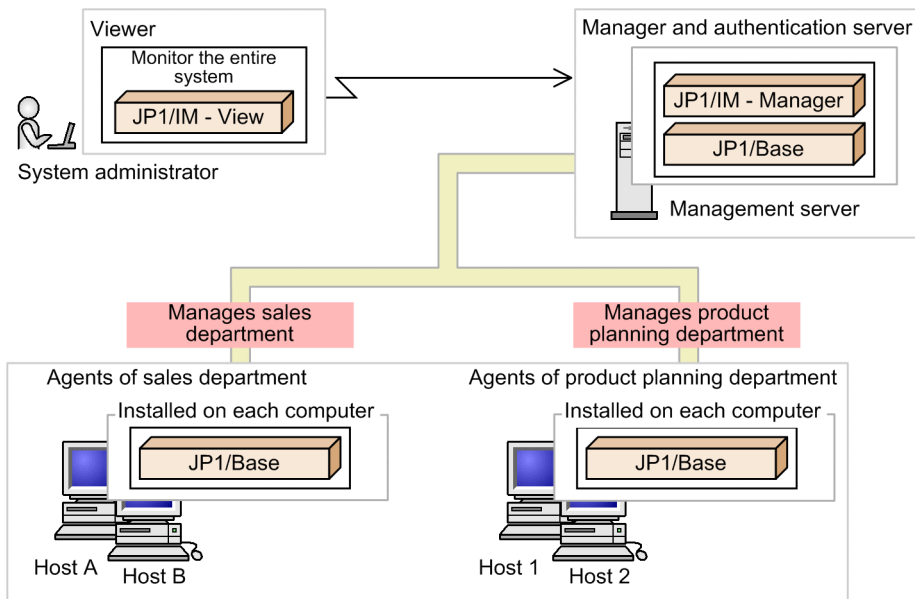 Viewer
Monitor the entire
system
JP1/IM - View
System administrator
Manager and authentication server
JP1/IM - Manager
JP1/Base
Management server
Manages sales
department
Manages product
planning department
Agents of sales department
Installed on each computer
JP1/Base
Host A
Host B
Agents of product planning department
Installed on each computer
JP1/Base
Host 1
Host 2